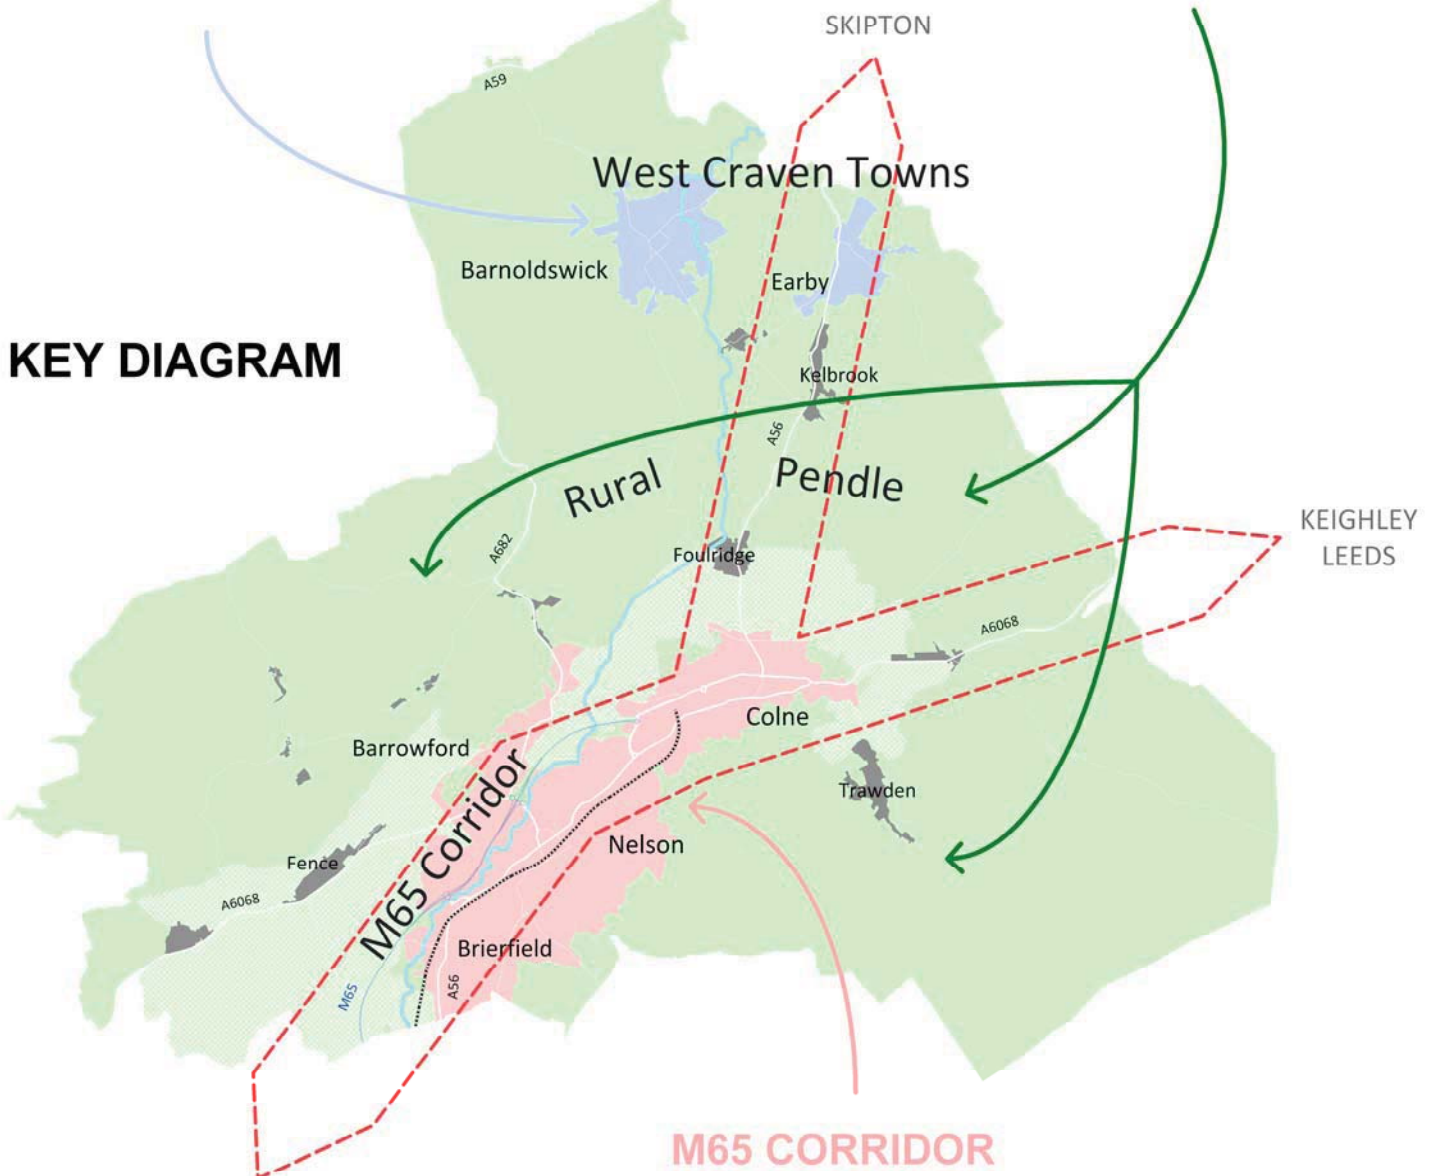 SKIPTON
A59
West Craven Towns
Barnoldswick
Earby
KEY DIAGRAM
Kelbrook
A56
Rural Pendle
KEIGHLEY
LEEDS
A682
Foulridge
A6068
Colne
Barrowford
M65 Corridor
Trawden
Nelson
Fence
A6068
Brierfield
A56
M65
M65 CORRIDOR